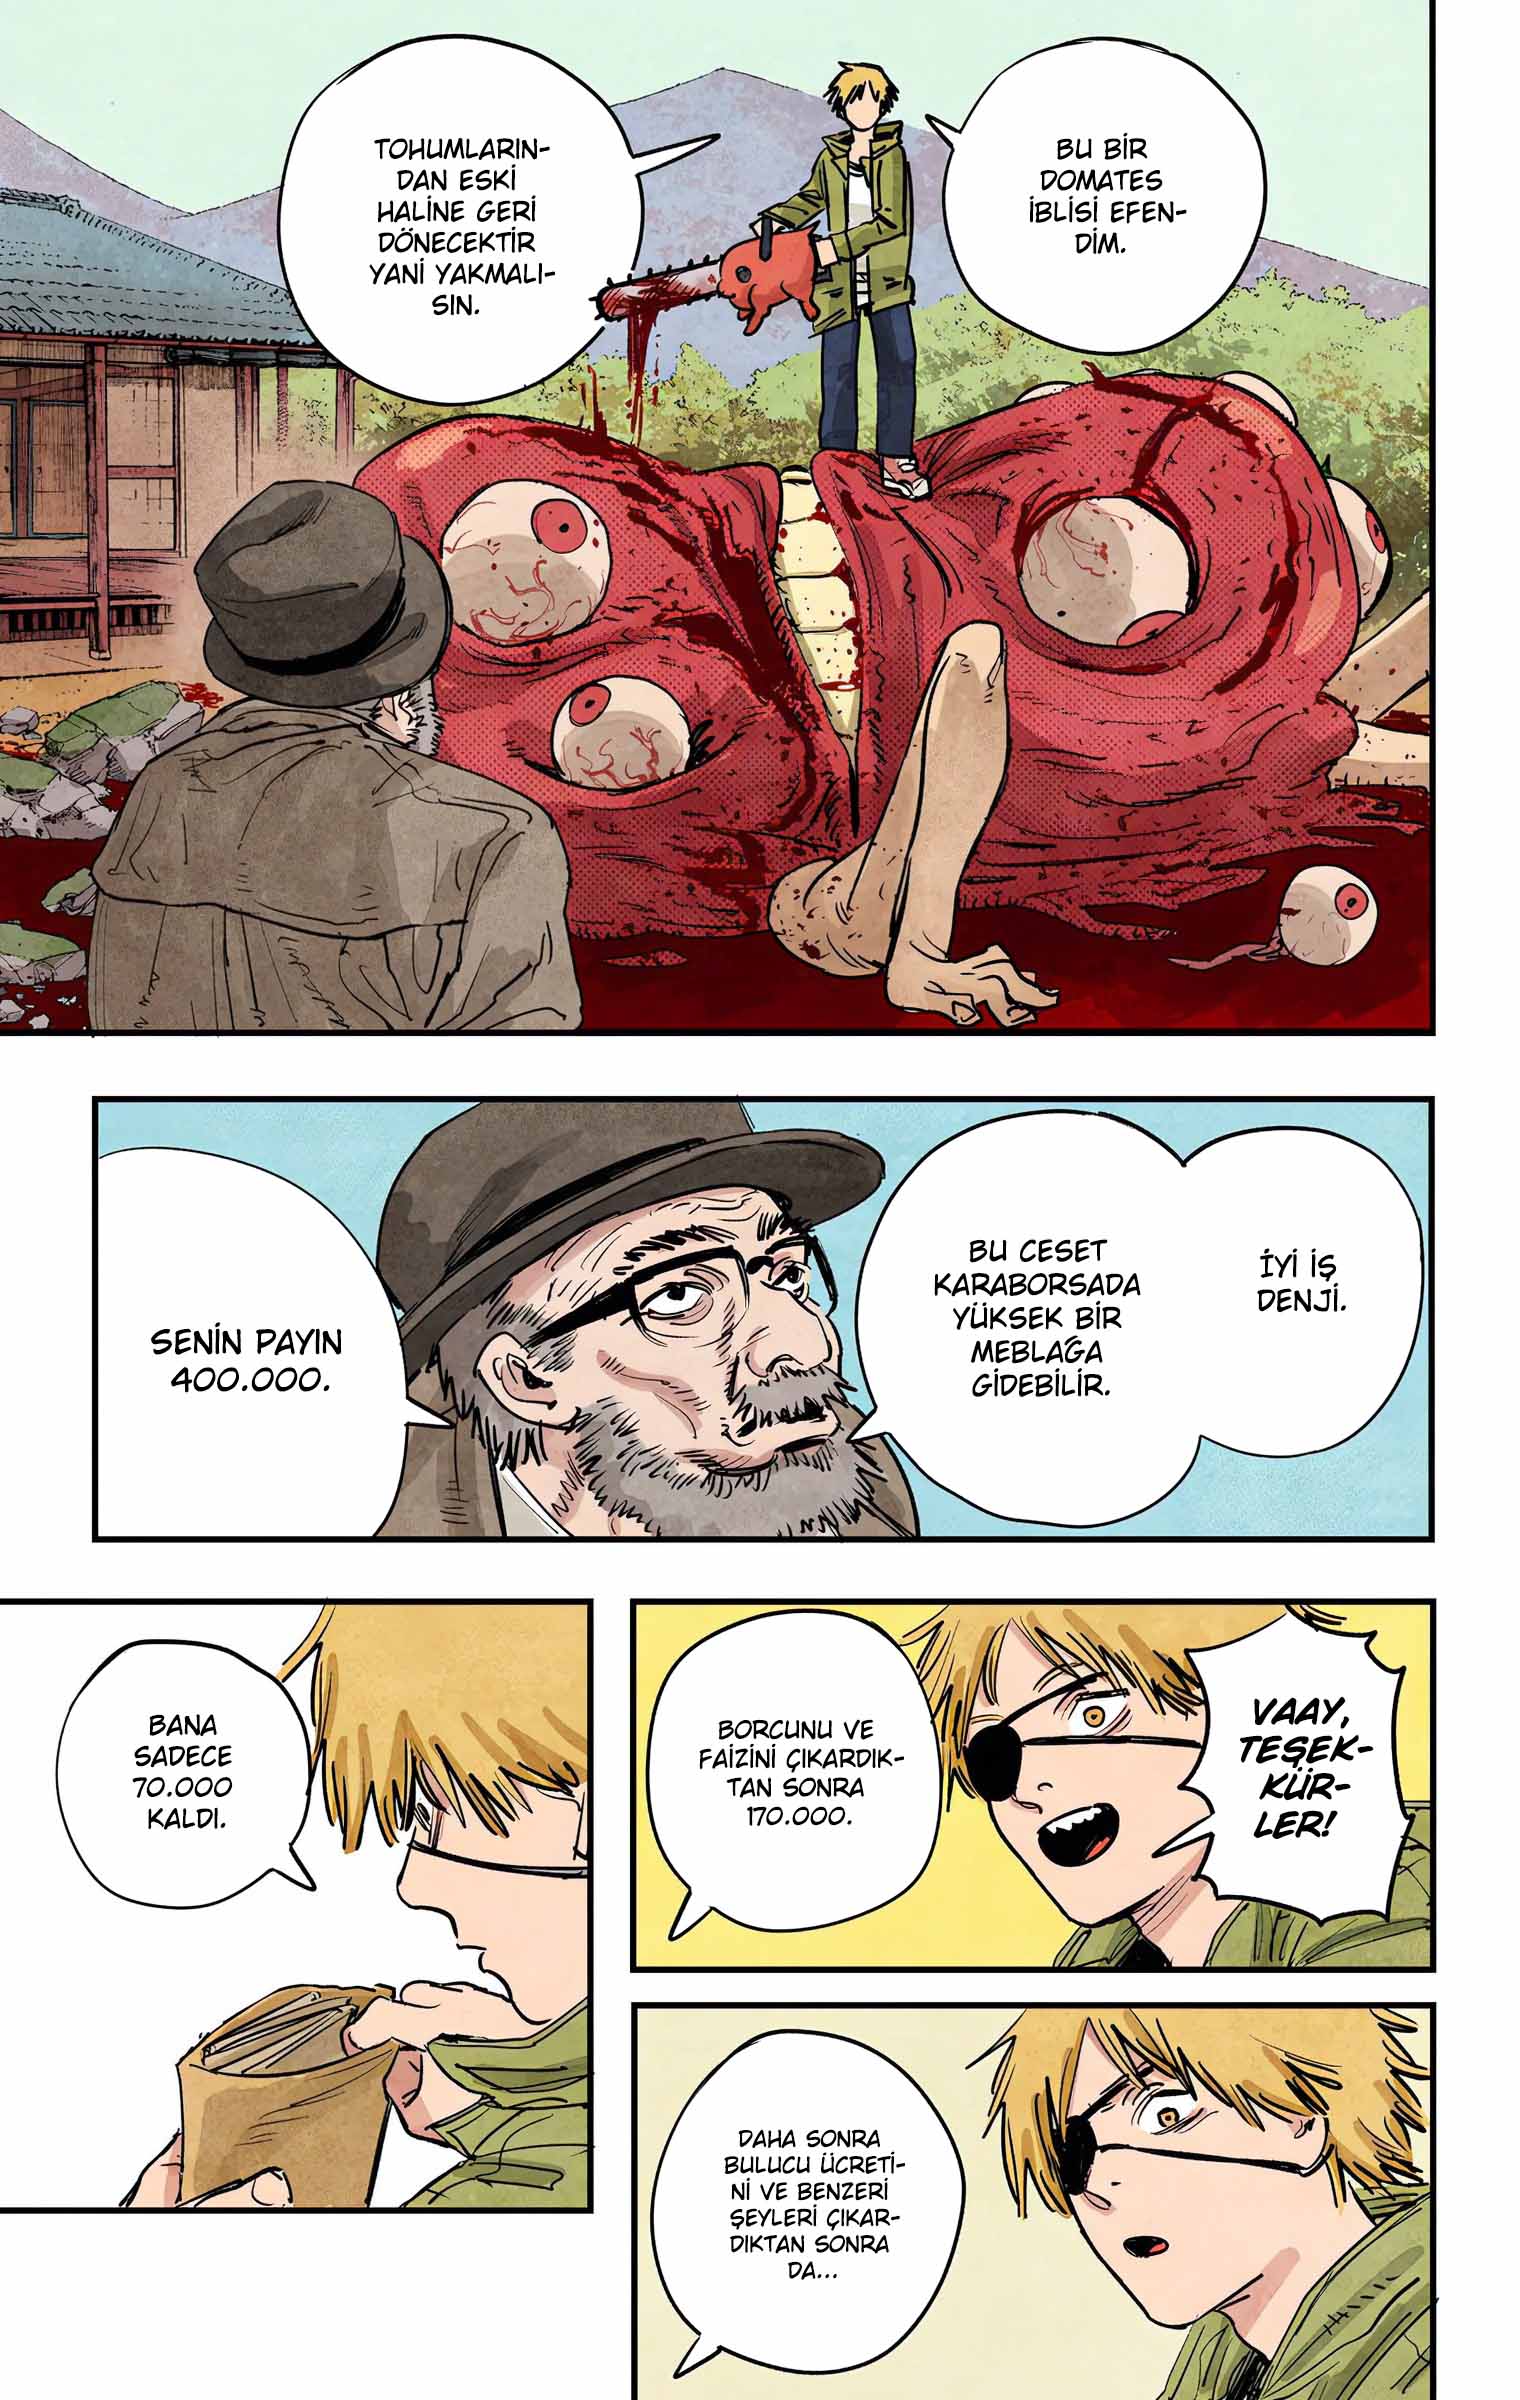 BU BİR
DOMATES
İBLİSİ EFEN-
DİM.
TOHUMLARIN-
DAN ESKİ
HALİNE GERİ
DÖNECEKTİR
YANİ YAKMALI-
SIN.
İYİ İŞ
DENJİ.
BU CESET
KARABORSADA
YÜKSEK BİR
MEBLAĞA
GİDEBİLİR.
SENİN PAYIN
400.000.
VAAY,
TEŞEK-
KÜR-
LER!
BORCUNU VE
FAİZİNİ ÇIKARDIK-
TAN SONRA
170.000.
DAHA SONRA
BULUCU ÜCRETİ-
Nİ VE BENZERİ
ŞEYLERİ ÇIKAR-
DIKTAN SONRA
DA...
BANA
SADECE
70.000
KALDI.